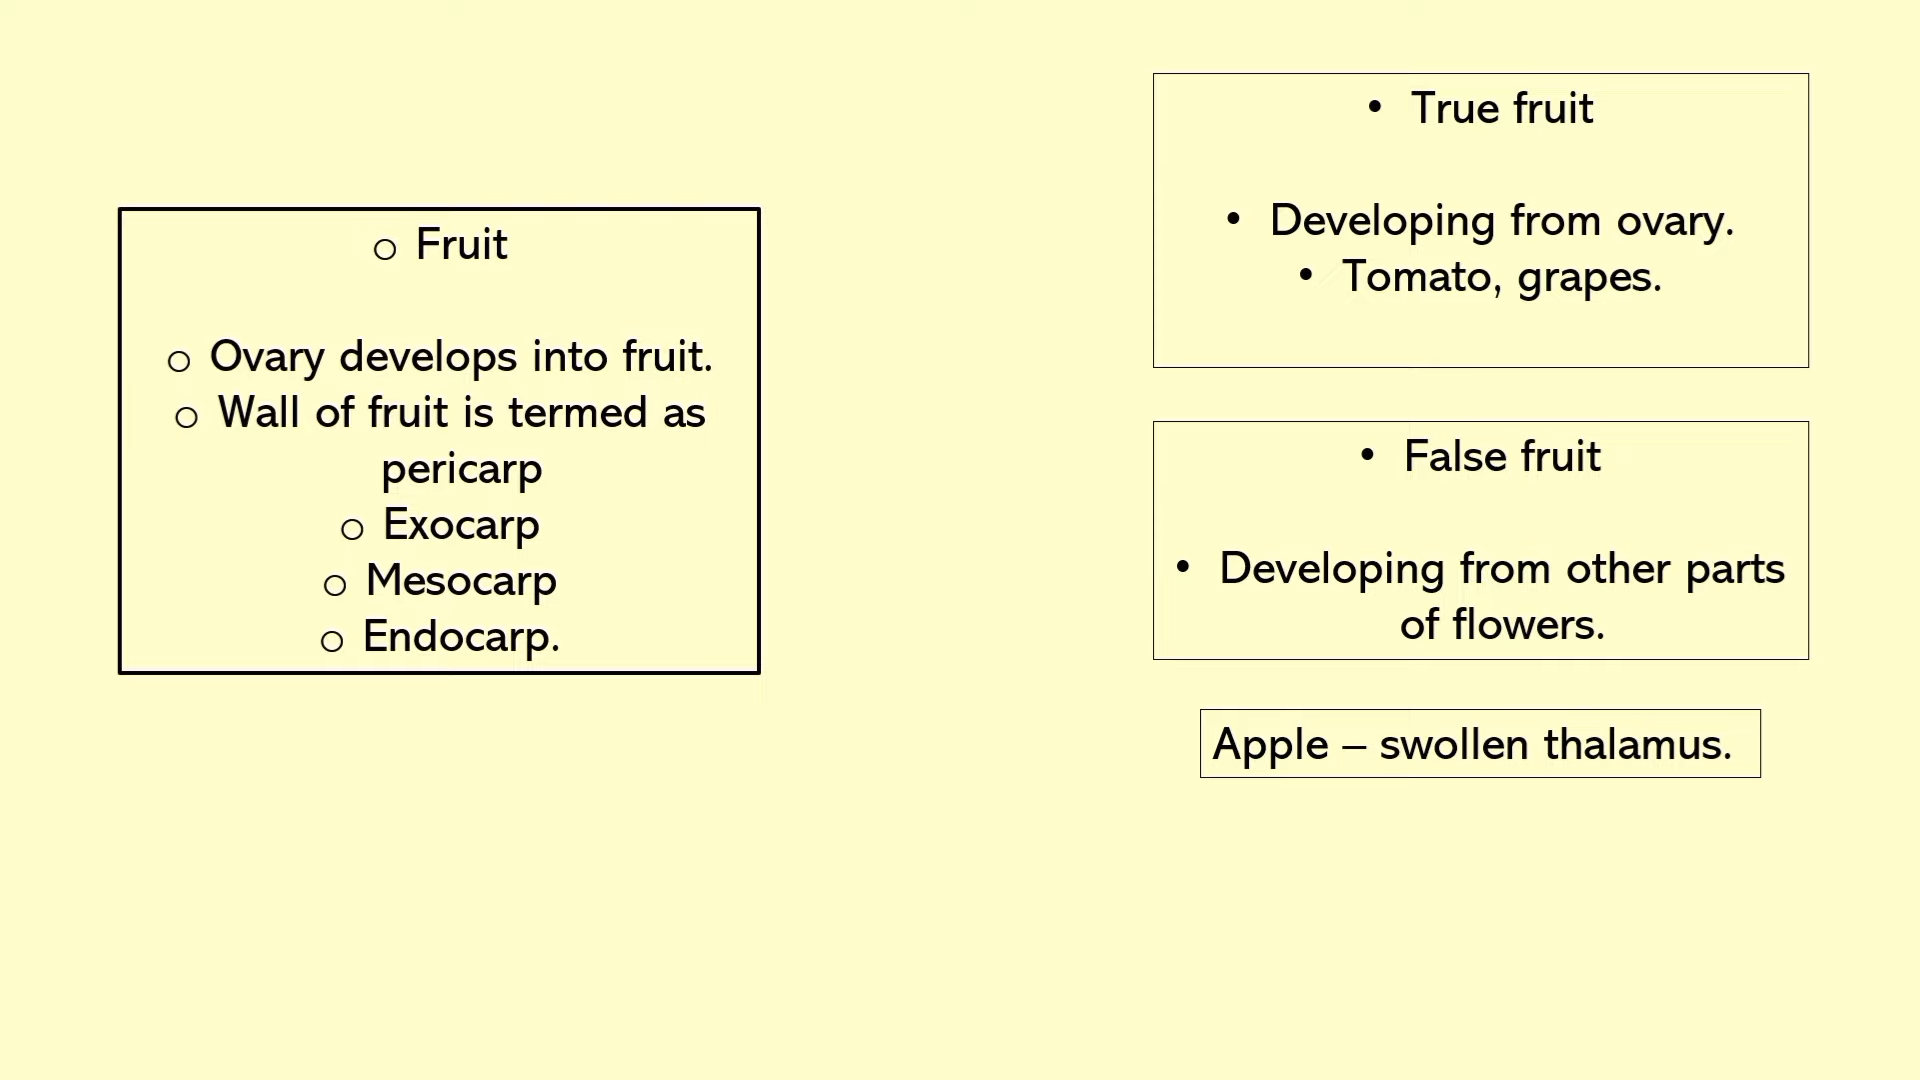 ○ Fruit
○ Ovary develops into fruit.
○ Wall of fruit is termed as
pericarp
○ Exocarp
○ Mesocarp
○ Endocarp.
• True fruit
• Developing from ovary.
• Tomato, grapes.
• False fruit
• Developing from other parts
of flowers.
Apple – swollen thalamus.